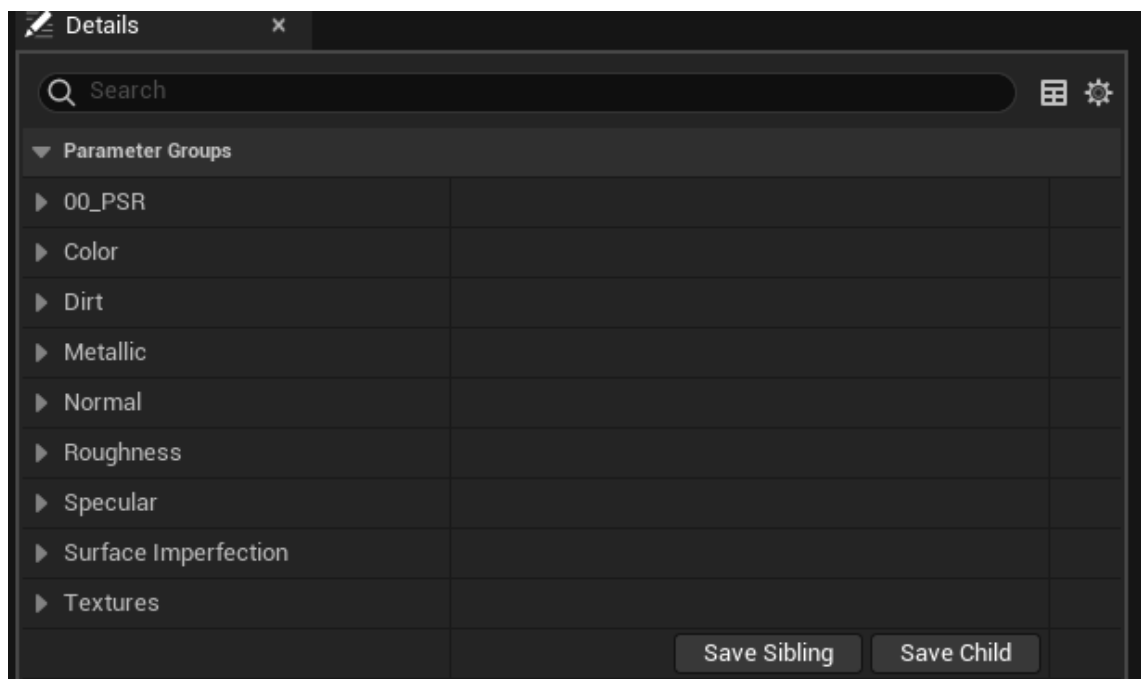 Details
Search
Parameter Groups
00_PSR
Color
Dirt
Metallic
Normal
Roughness
Specular
Surface Imperfection
Textures
Save Sibling Save Child